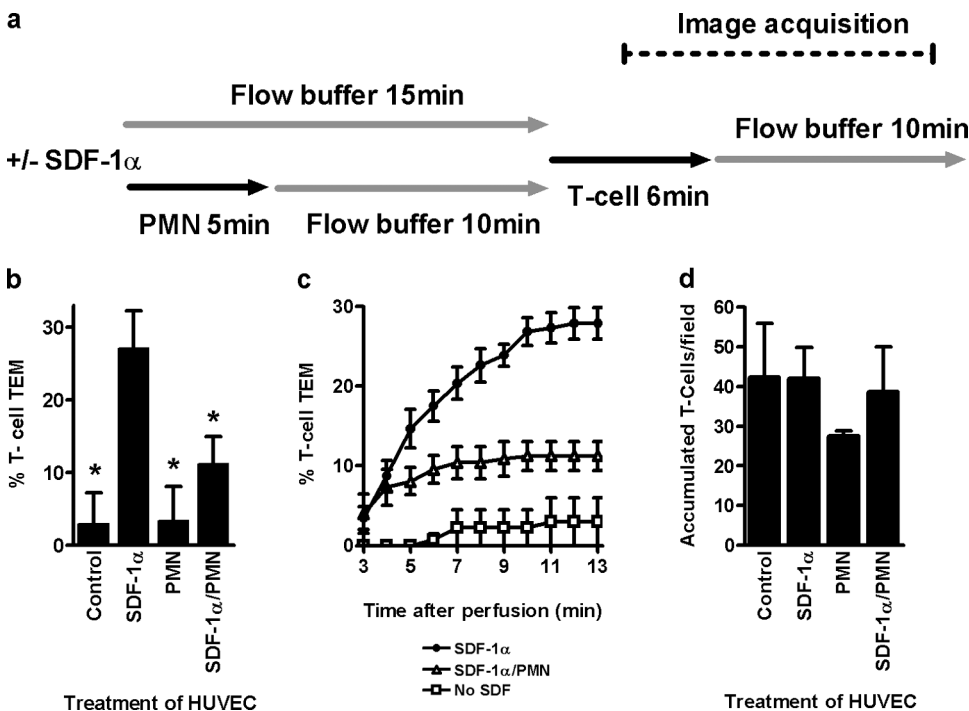 a
Image acquisition
Flow buffer 15min
Flow buffer 10min
+/- SDF-1α
T-cell 6min
PMN 5min
Flow buffer 10min
b
% T- cell TEM
30
20
10
0
*
*
*
Control
SDF-1α
PMN
SDF-1α/PMN
Treatment of HUVEC
c
% T-cell TEM
30
20
10
0
3 5 7 9 11 13
Time after perfusion (min)
SDF-1α
SDF-1α/PMN
No SDF
d
Accumulated T-Cells/field
60
50
40
30
20
10
0
Control
SDF-1α
PMN
SDF-1α/PMN
Treatment of HUVEC